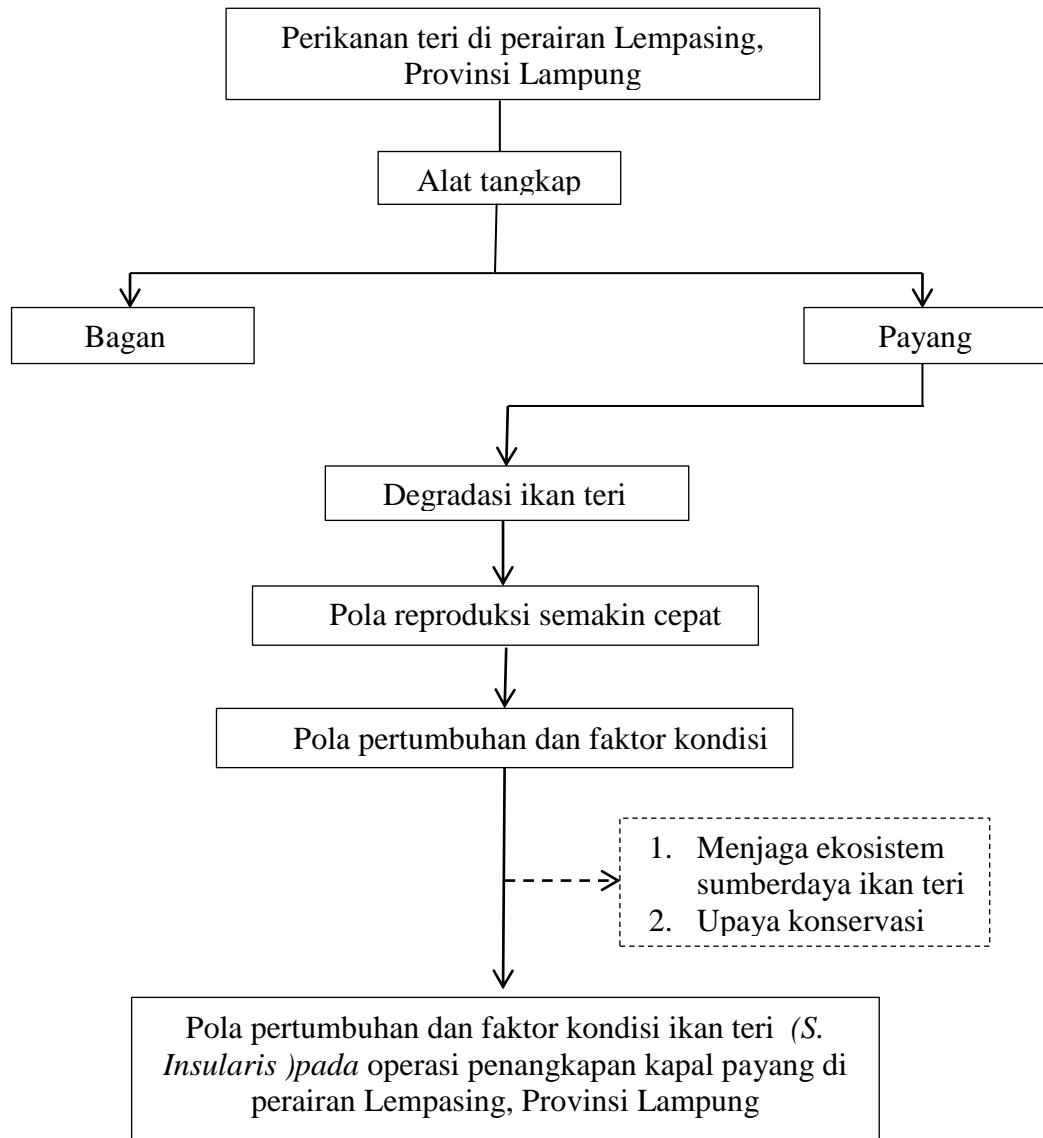 Perikanan teri di perairan Lempasing,
Provinsi Lampung
Alat tangkap
Bagan
Payang
Degradasi ikan teri
Pola reproduksi semakin cepat
Pola pertumbuhan dan faktor kondisi
1. Menjaga ekosistem
sumberdaya ikan teri
2. Upaya konservasi
Pola pertumbuhan dan faktor kondisi ikan teri (S.
Insularis )pada operasi penangkapan kapal payang di
perairan Lempasing, Provinsi Lampung